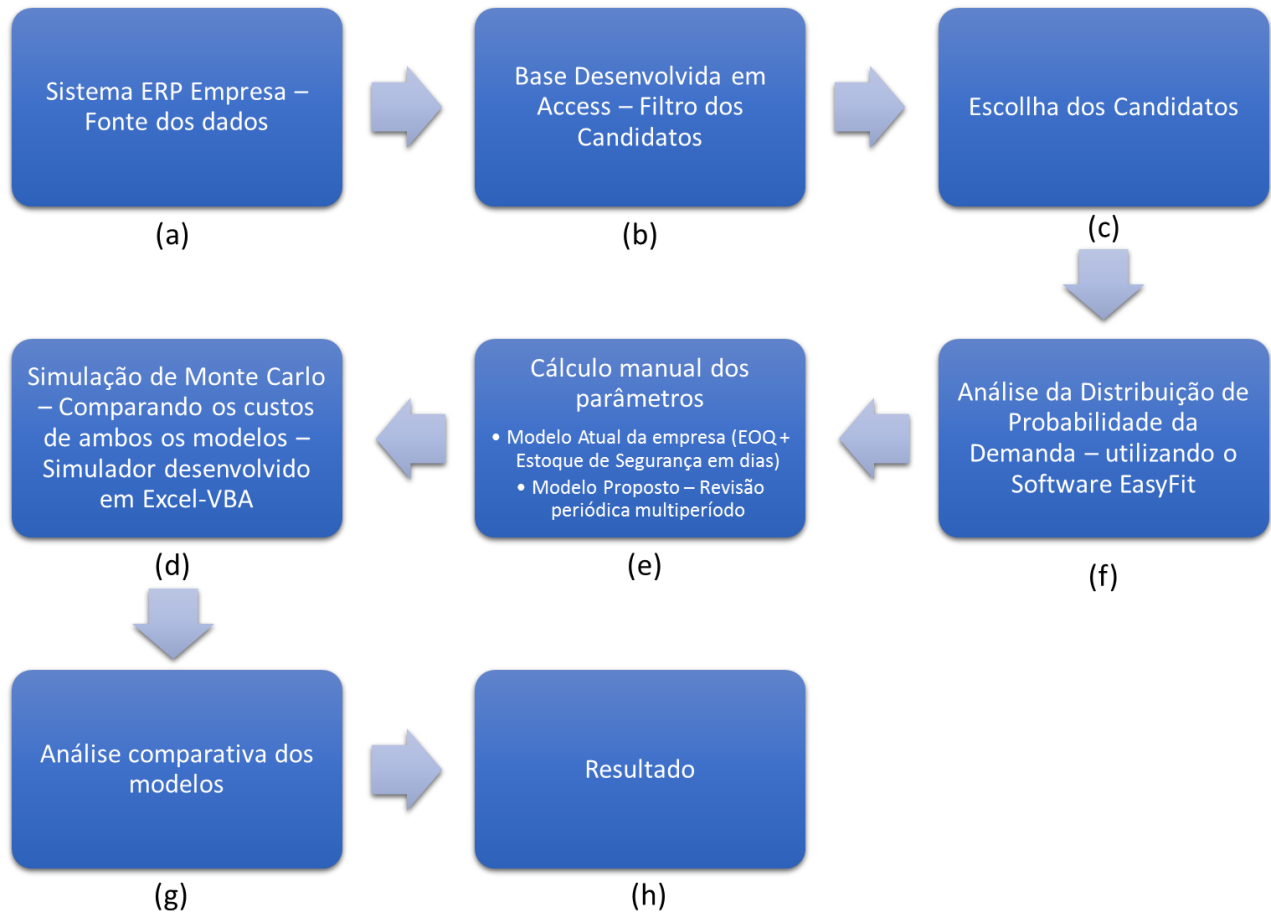 Sistema ERP Empresa –
Fonte dos dados
(a)
Base Desenvolvida em
Access – Filtro dos
Candidatos
(b)
Escollha dos Candidatos
(c)
Análise da Distribuição de
Probabilidade da
Demanda – utilizando o
Software EasyFit
(f)
Cálculo manual dos
parâmetros
• Modelo Atual da empresa (EOQ +
Estoque de Segurança em dias)
• Modelo Proposto – Revisão
periódica multiperíodo
(e)
Simulação de Monte Carlo
– Comparando os custos
de ambos os modelos –
Simulador desenvolvido
em Excel-VBA
(d)
Análise comparativa dos
modelos
(g)
Resultado
(h)